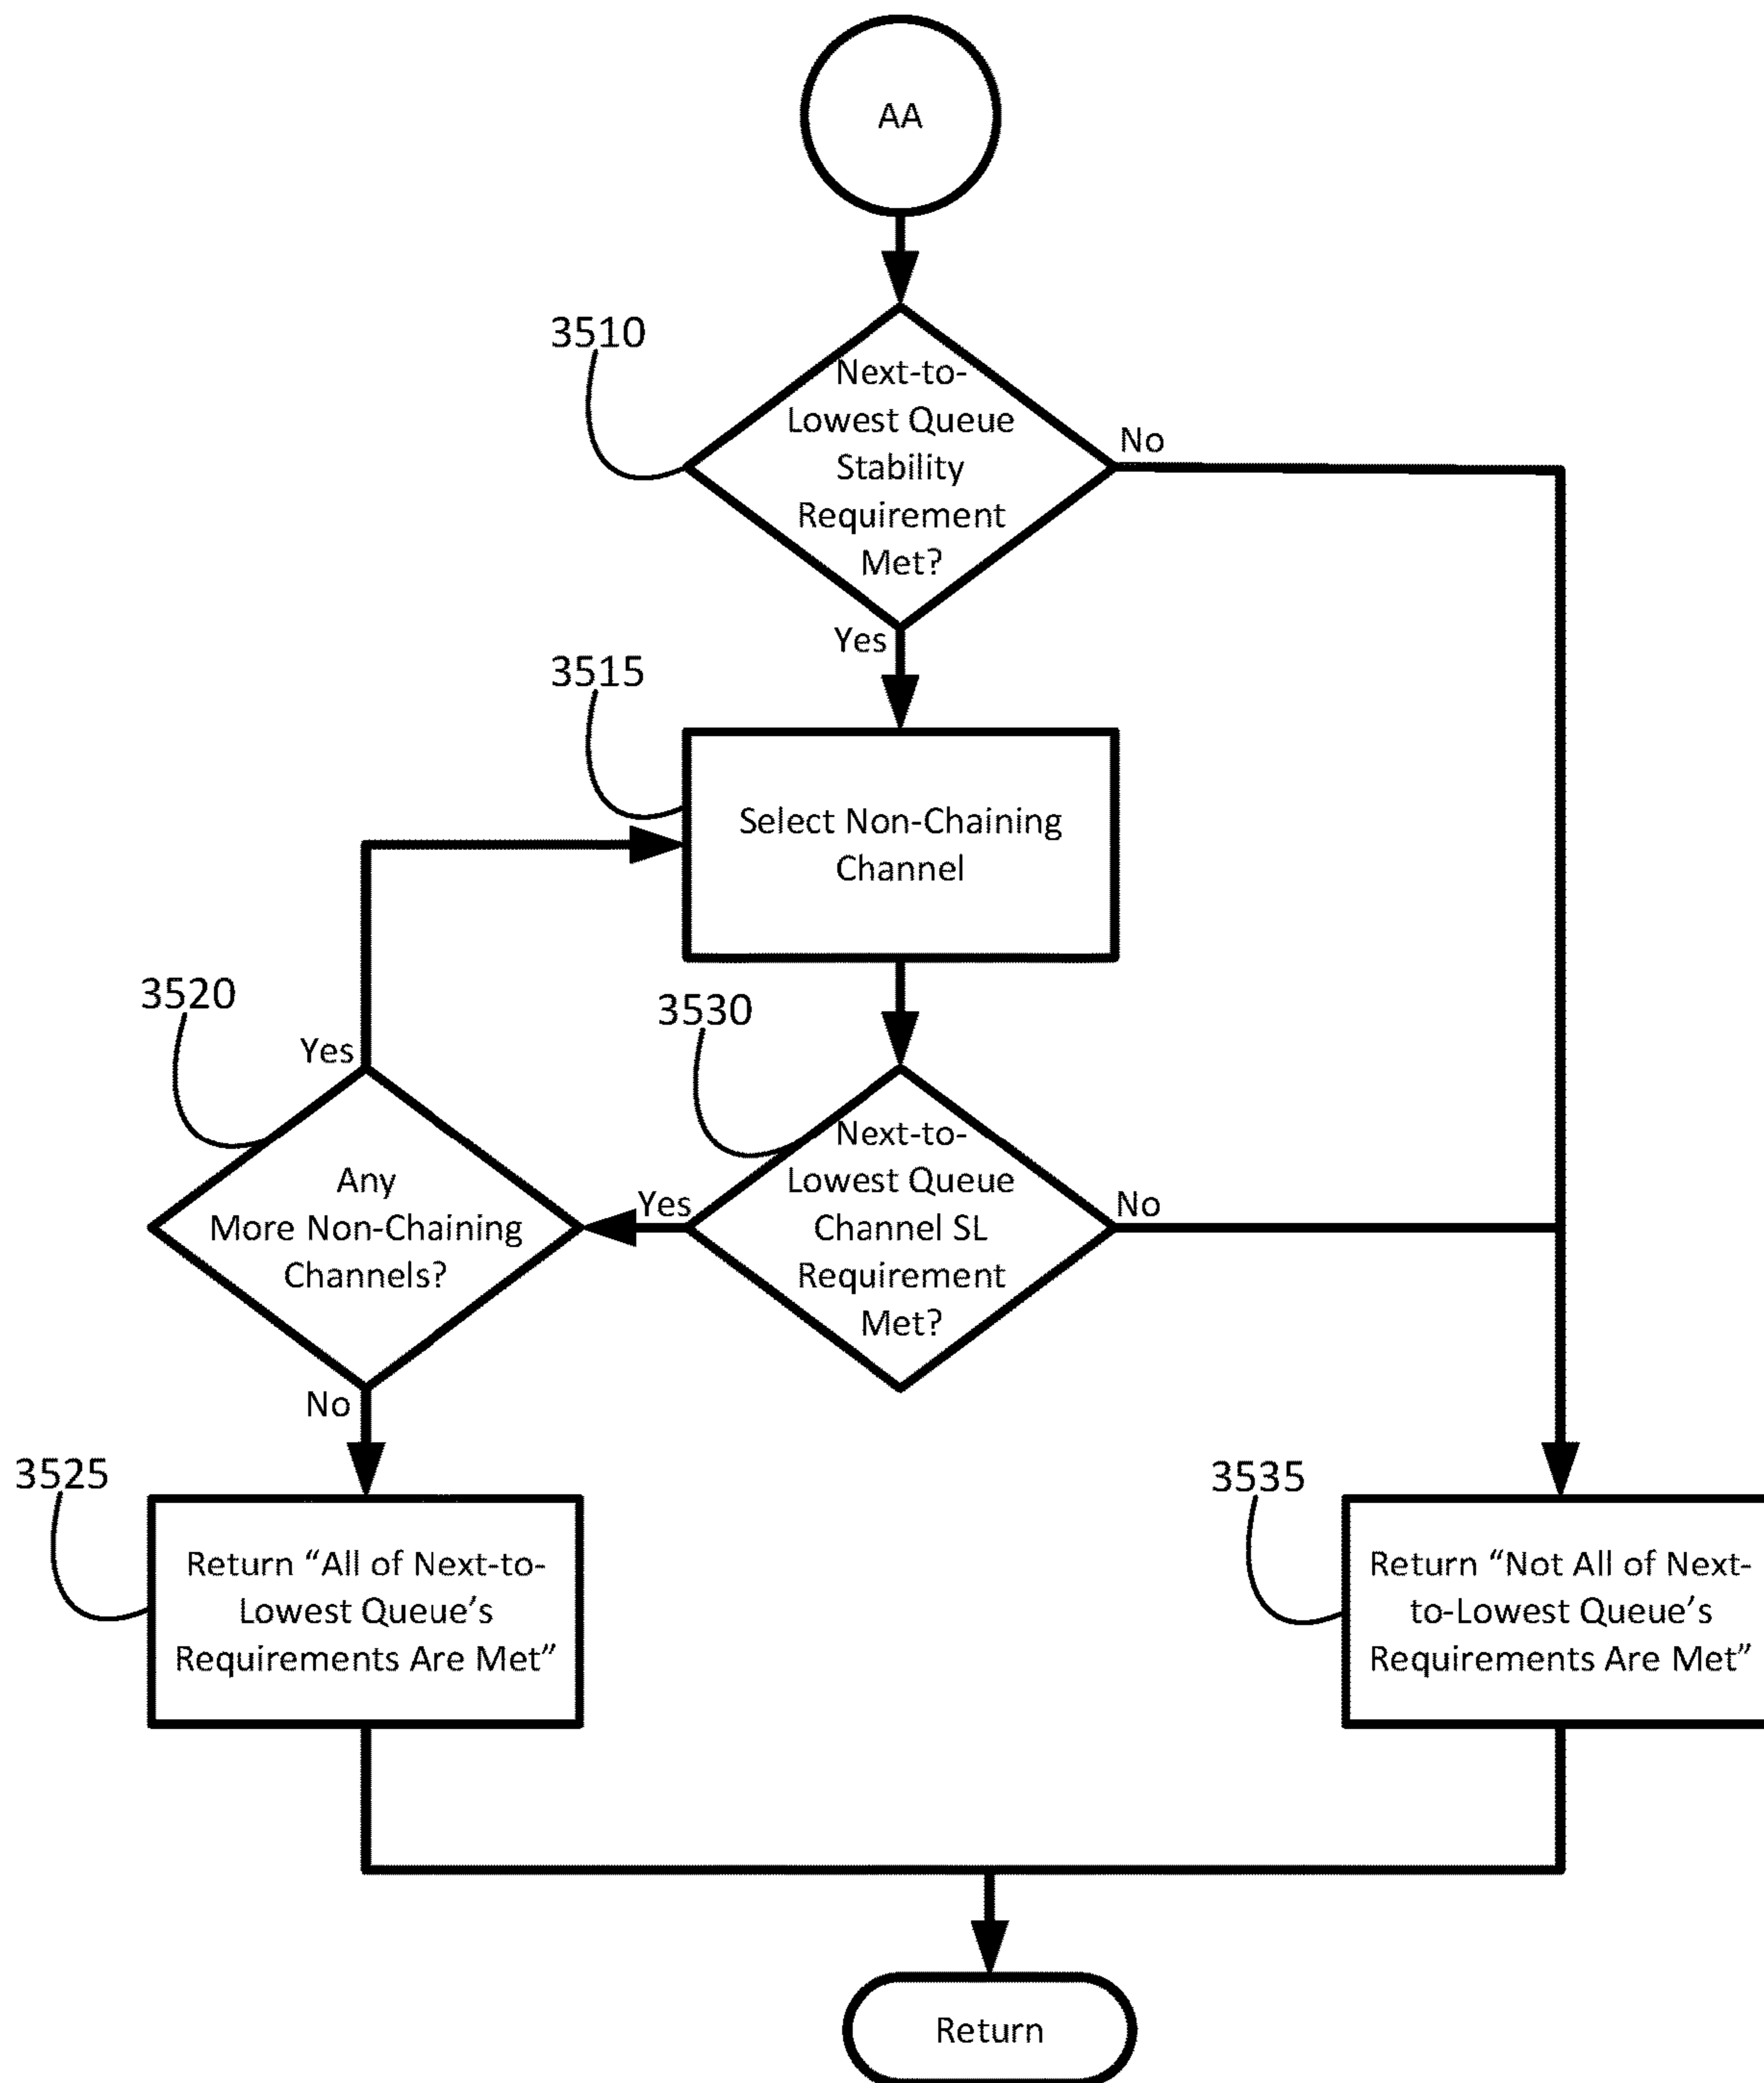 AA
3510
Next-to-
Lowest Queue
Stability
Requirement
Met?
No
Yes
3515
Select Non-Chaining
Channel
3520
3530
Yes
Any
More Non-Chaining
Channels?
Yes
Next-to-
Lowest Queue
Channel SL
Requirement
Met?
No
No
3525
3535
Return “All of Next-to-
Lowest Queue’s
Requirements Are Met”
Return “Not All of Next-
to-Lowest Queue’s
Requirements Are Met”
Return